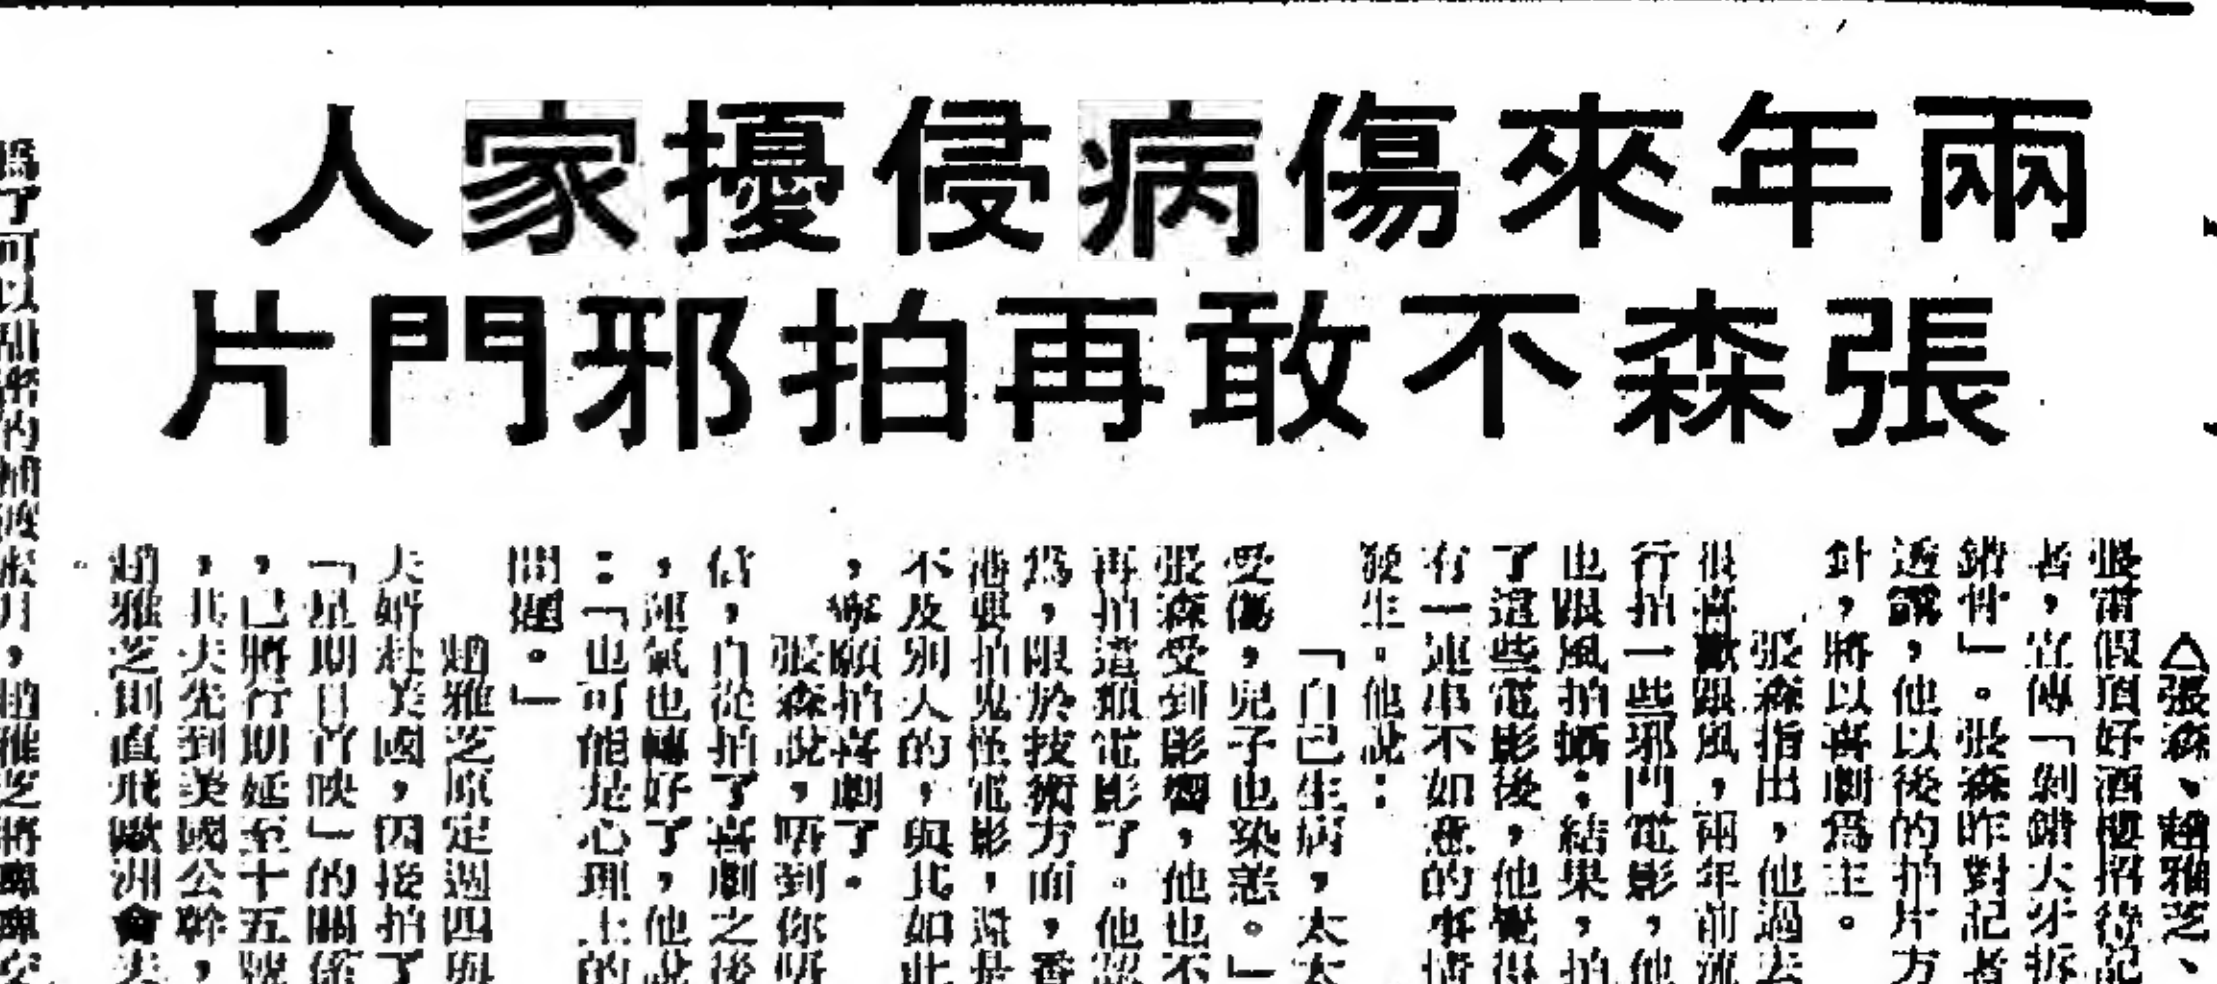 兩年來傷病侵擾家人
張森不敢再拍邪門片
△張森、趙雅芝、
張雷假頂好酒樓招待記
者，宣傳「剝錯大牙拆
錯骨」。張森昨對記者
透露，他以後的拍片方
針，將以喜劇為主。
張森指出，他過去
很喜歡跟風，兩年前流
行拍一些邪門電影，他
也跟風拍攝；結果，拍
了這些電影後，他覺得
有一連串不如意的事情
發生。他說：
「自己生病，太太
受傷，兒子也染恙。」
張森受到影響，他也不
再拍這類電影了。他認
為，限於技術方面，香
港要拍鬼怪電影，還是
不及別人的，與其如此
，寧願拍喜劇了。
張森說，唔到你唔
信，自從拍了喜劇之後
，運氣也轉好了，他說
：「也可能是心理上的
問題。」
趙雅芝原定週四與
夫婿赴美國，因接拍了
「星期日首映」的關係
，已將行期延至十五號
，其夫先到美國公幹，
趙雅芝則直飛歐洲會夫
。